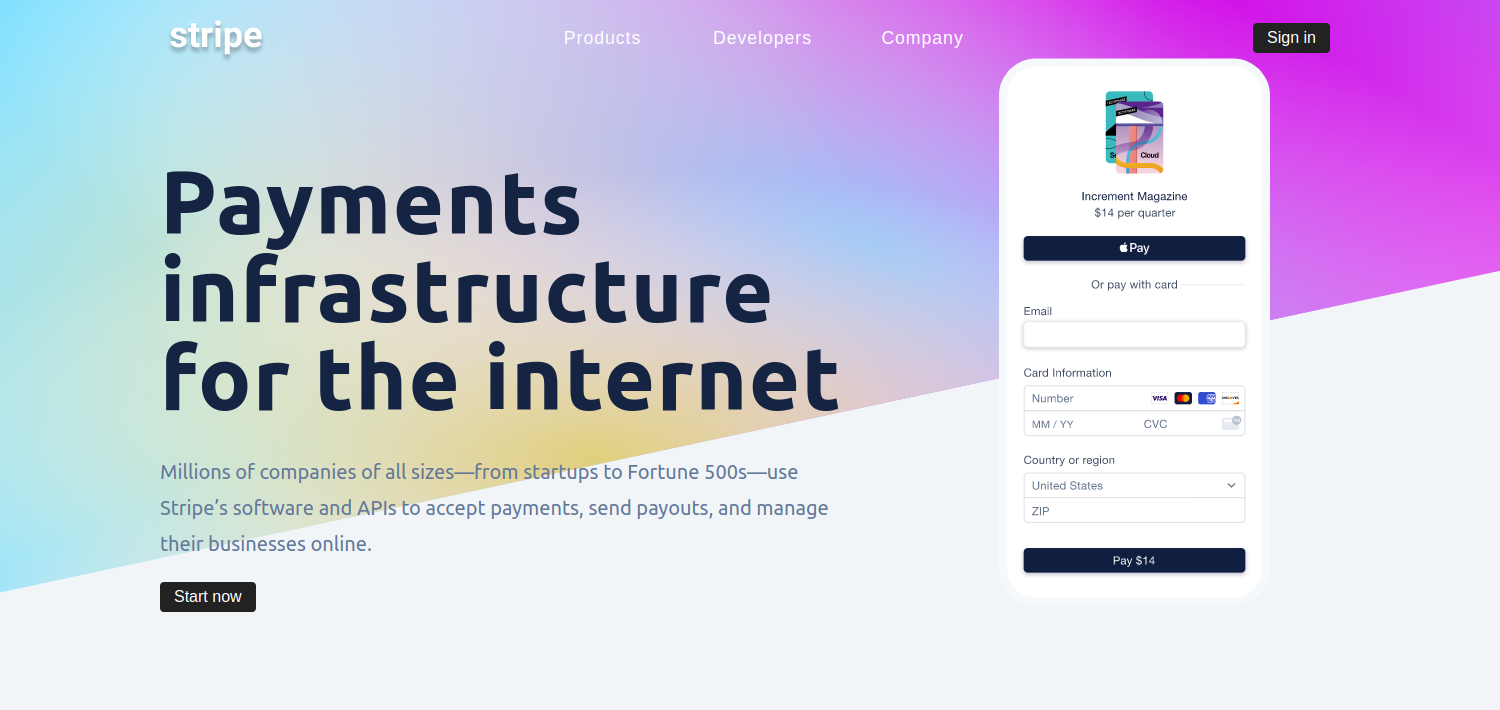 stripe
Products
Developers
Company
Sign in
Payments
infrastructure
for the internet
Millions of companies of all sizes—from startups to Fortune 500s—use
Stripe’s software and APIs to accept payments, send payouts, and manage
their businesses online.
Start now
Cloud
Increment Magazine
$14 per quarter
Pay
Or pay with card
Email
Card Information
Number
VISA
DISCOVER
MM / YY
CVC
Country or region
United States
ZIP
Pay $14